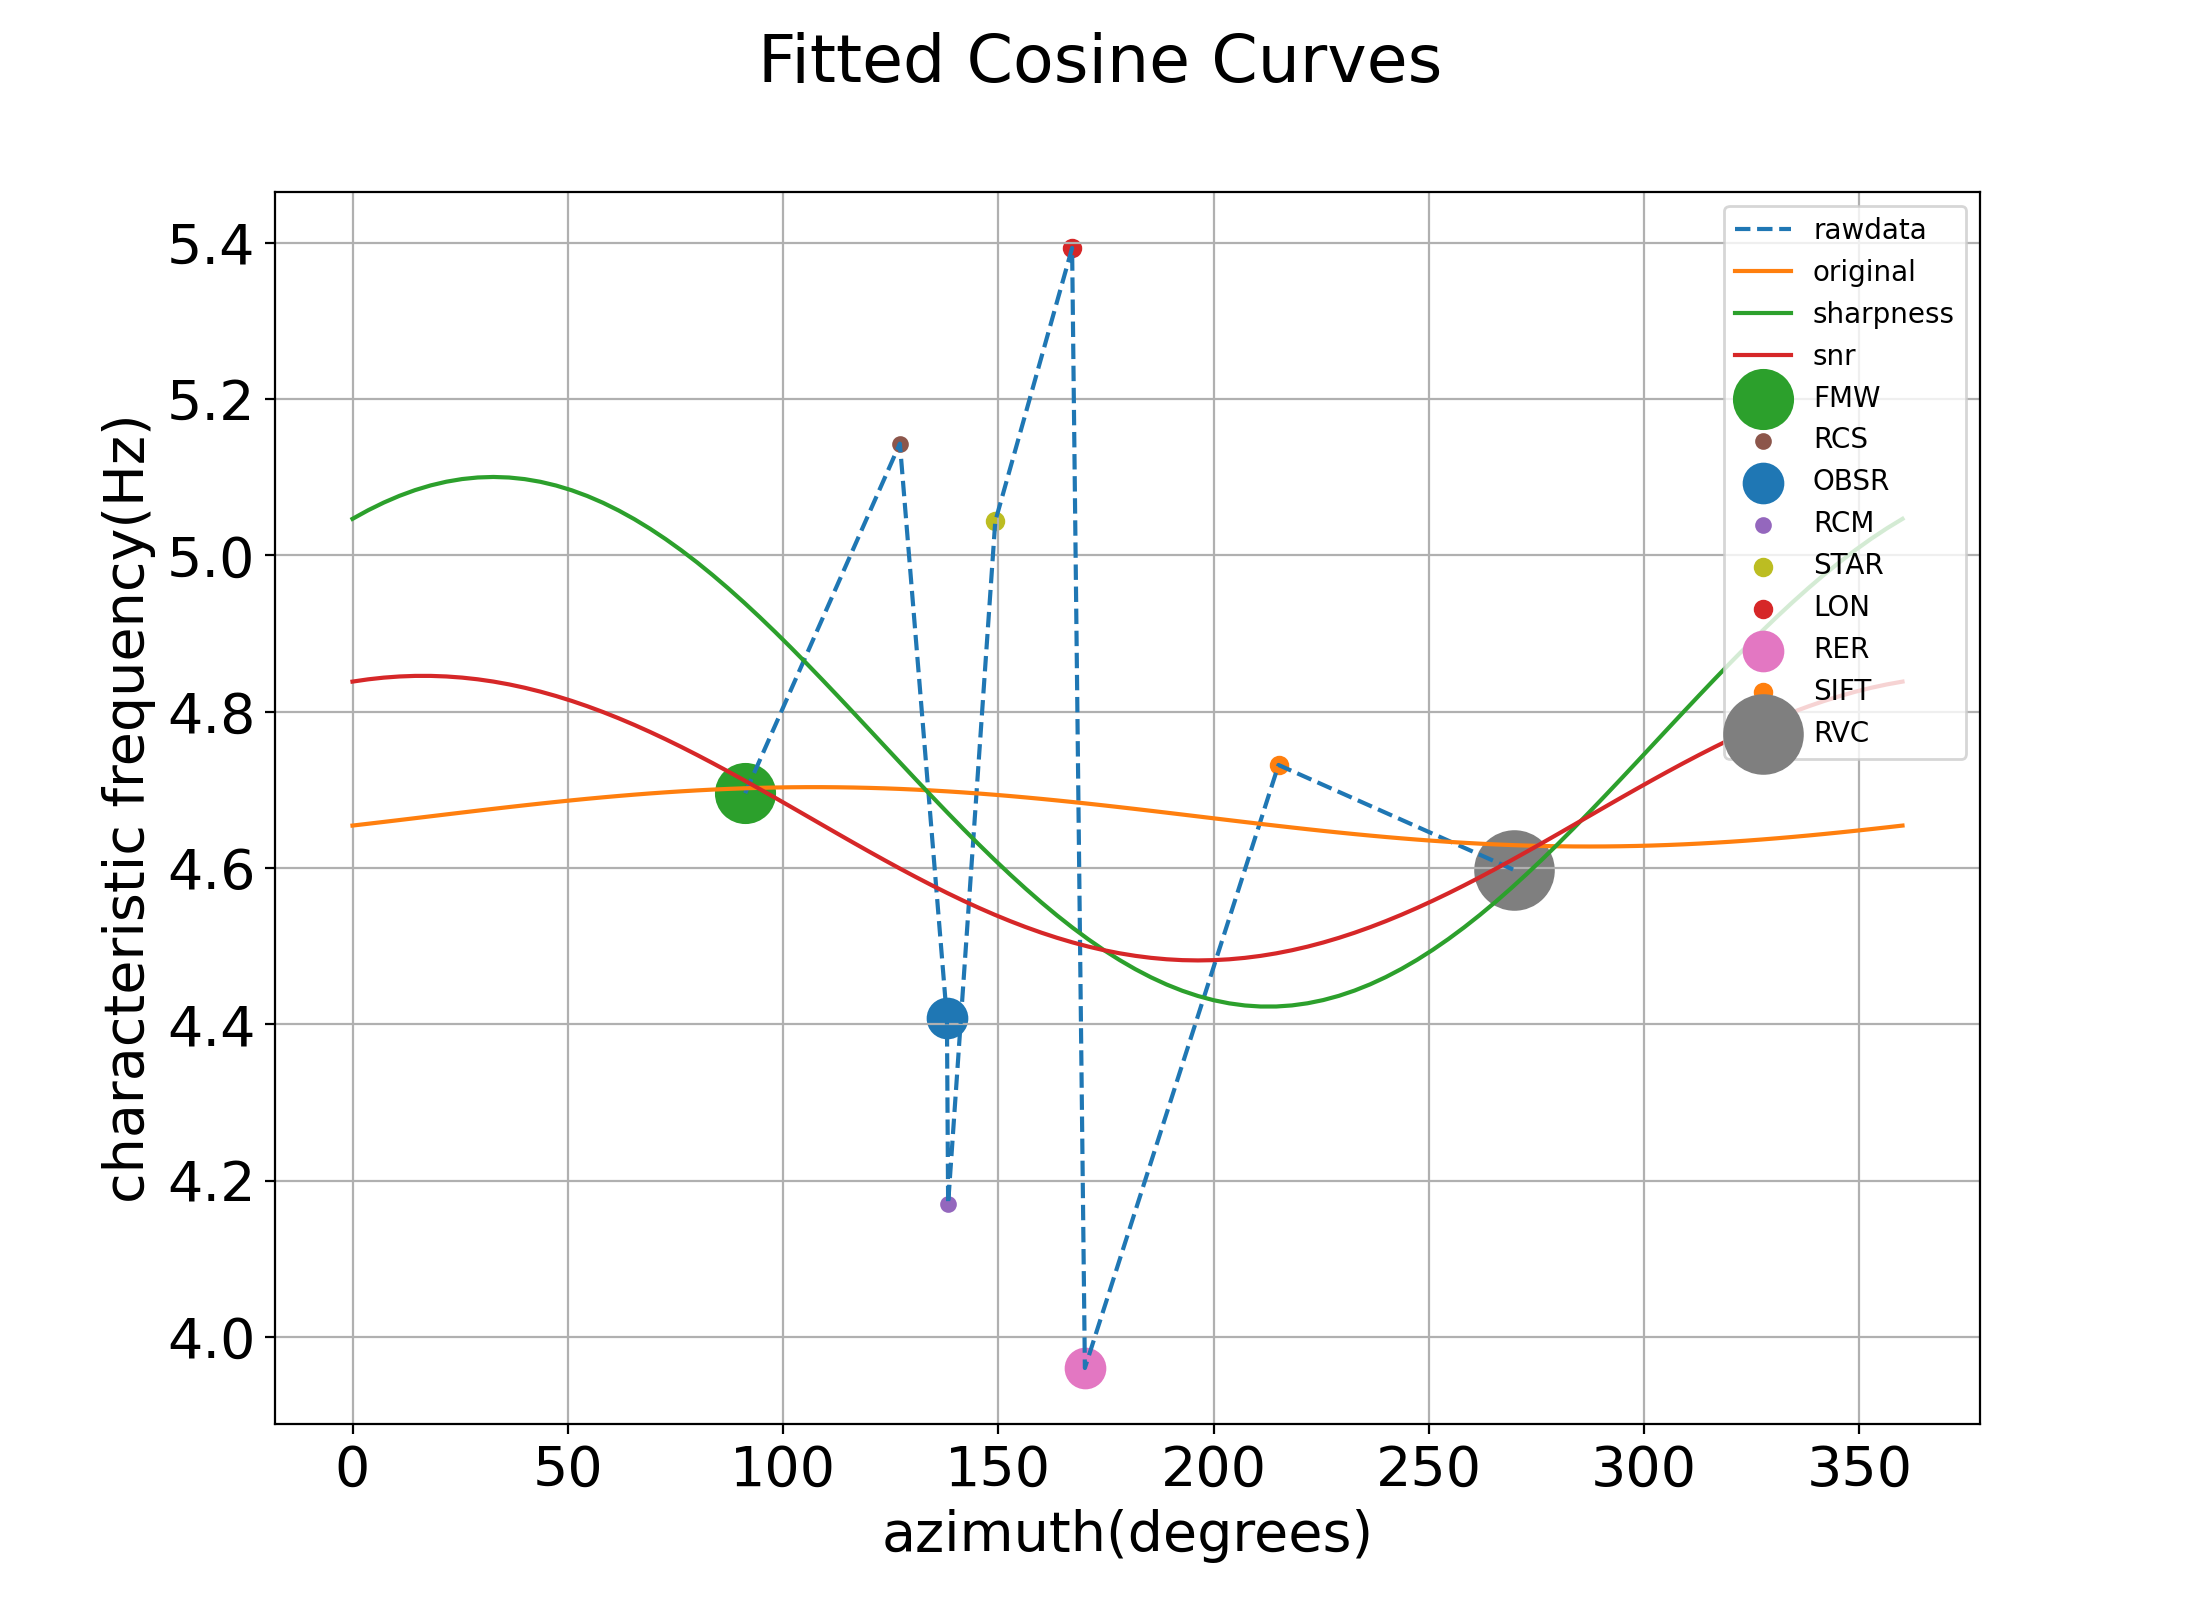 Fitted Cosine Curves
characteristic frequency(Hz)
5.4
5.2
5.0
4.8
4.6
4.4
4.2
4.0
rawdata
original
sharpness
snr
FMW
RCS
OBSR
RCM
STAR
LON
RER
SIFT
RVC
0 50 100 150 200 250 300 350
azimuth(degrees)